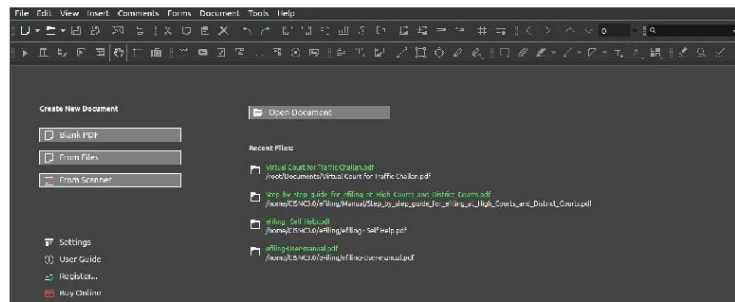 File Edit View Insert Comments Forms Document Tools Help
0
Create New Document
Blank PDF
From Files
From Scanner
Open Document
Recent Files:
Virtual Court for Traffic Challan.pdf
/root/Documents/Virtual Court for Traffic Challan.pdf
Step by step guide for efiling at High Courts and District Courts.pdf
/home/CISNC3.0/eFiling/Manual/Step_by_step_guide_for_efiling_at_High_Courts_and_District_Courts.pdf
eFiling - Self Help.pdf
/home/CISNC3.0/eFiling/efiling - Self Help.pdf
eFiling-User-manual.pdf
/home/CISNC3.0/eFiling/efiling-User-manual.pdf
Settings
User Guide
Register...
Buy Online